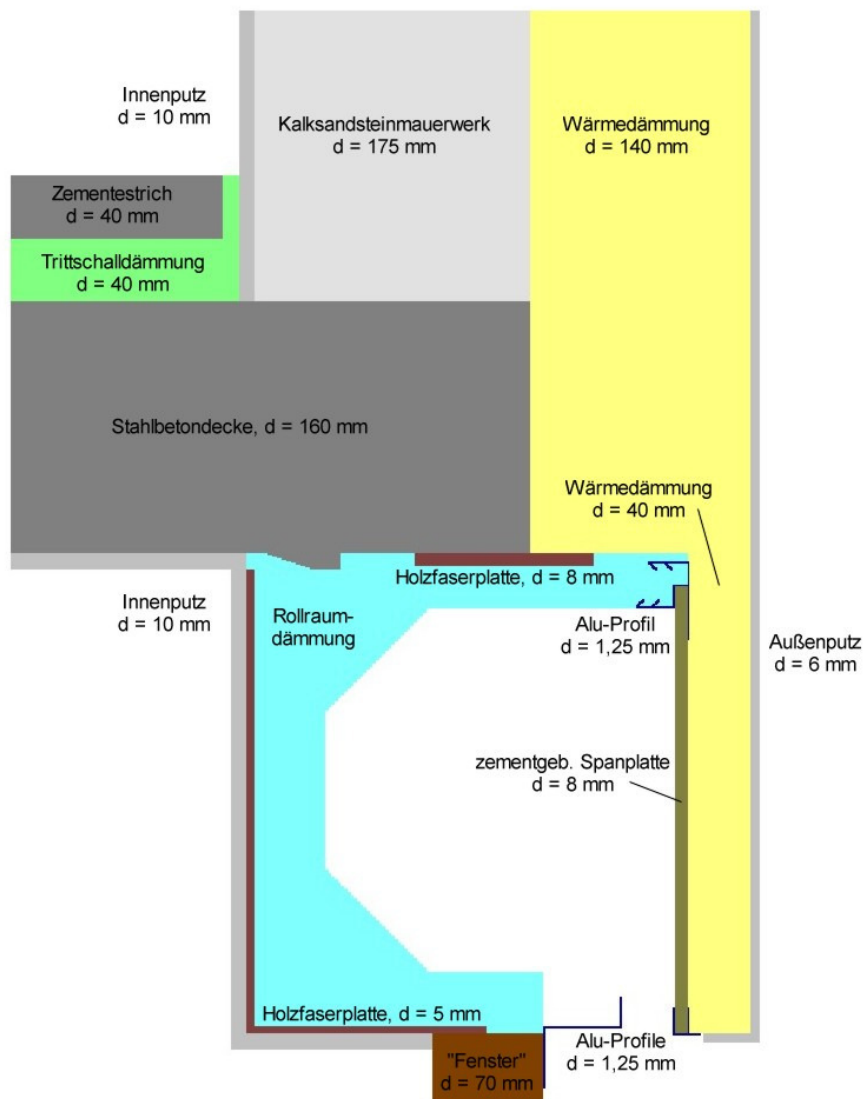 Innenputz
d = 10 mm
Kalksandsteinmauerwerk
d = 175 mm
Wärmedämmung
d = 140 mm
Zementestrich
d = 40 mm
Trittschalldämmung
d = 40 mm
Stahlbetondecke, d = 160 mm
Wärmedämmung
d = 40 mm
Holzfaserplatte, d = 8 mm
Innenputz
d = 10 mm
Rollraum-
dämmung
Alu-Profil
d = 1,25 mm
Außenputz
d = 6 mm
zementgeb. Spanplatte
d = 8 mm
Holzfaserplatte, d = 5 mm
"Fenster"
d = 70 mm
Alu-Profile
d = 1,25 mm